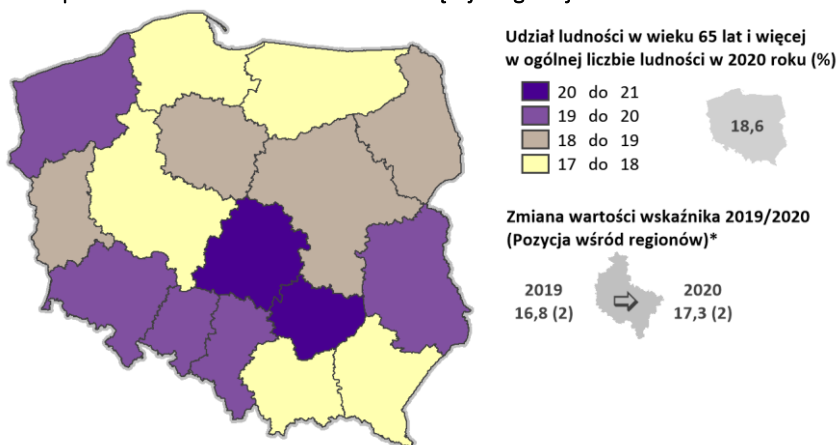 Udział ludności w wieku 65 lat i więcej
w ogólnej liczbie ludności w 2020 roku (%)
20 do 21
19 do 20
18 do 19
17 do 18
18,6
Zmiana wartości wskaźnika 2019/2020
(Pozycja wśród regionów)*
2019
16,8 (2)
2020
17,3 (2)